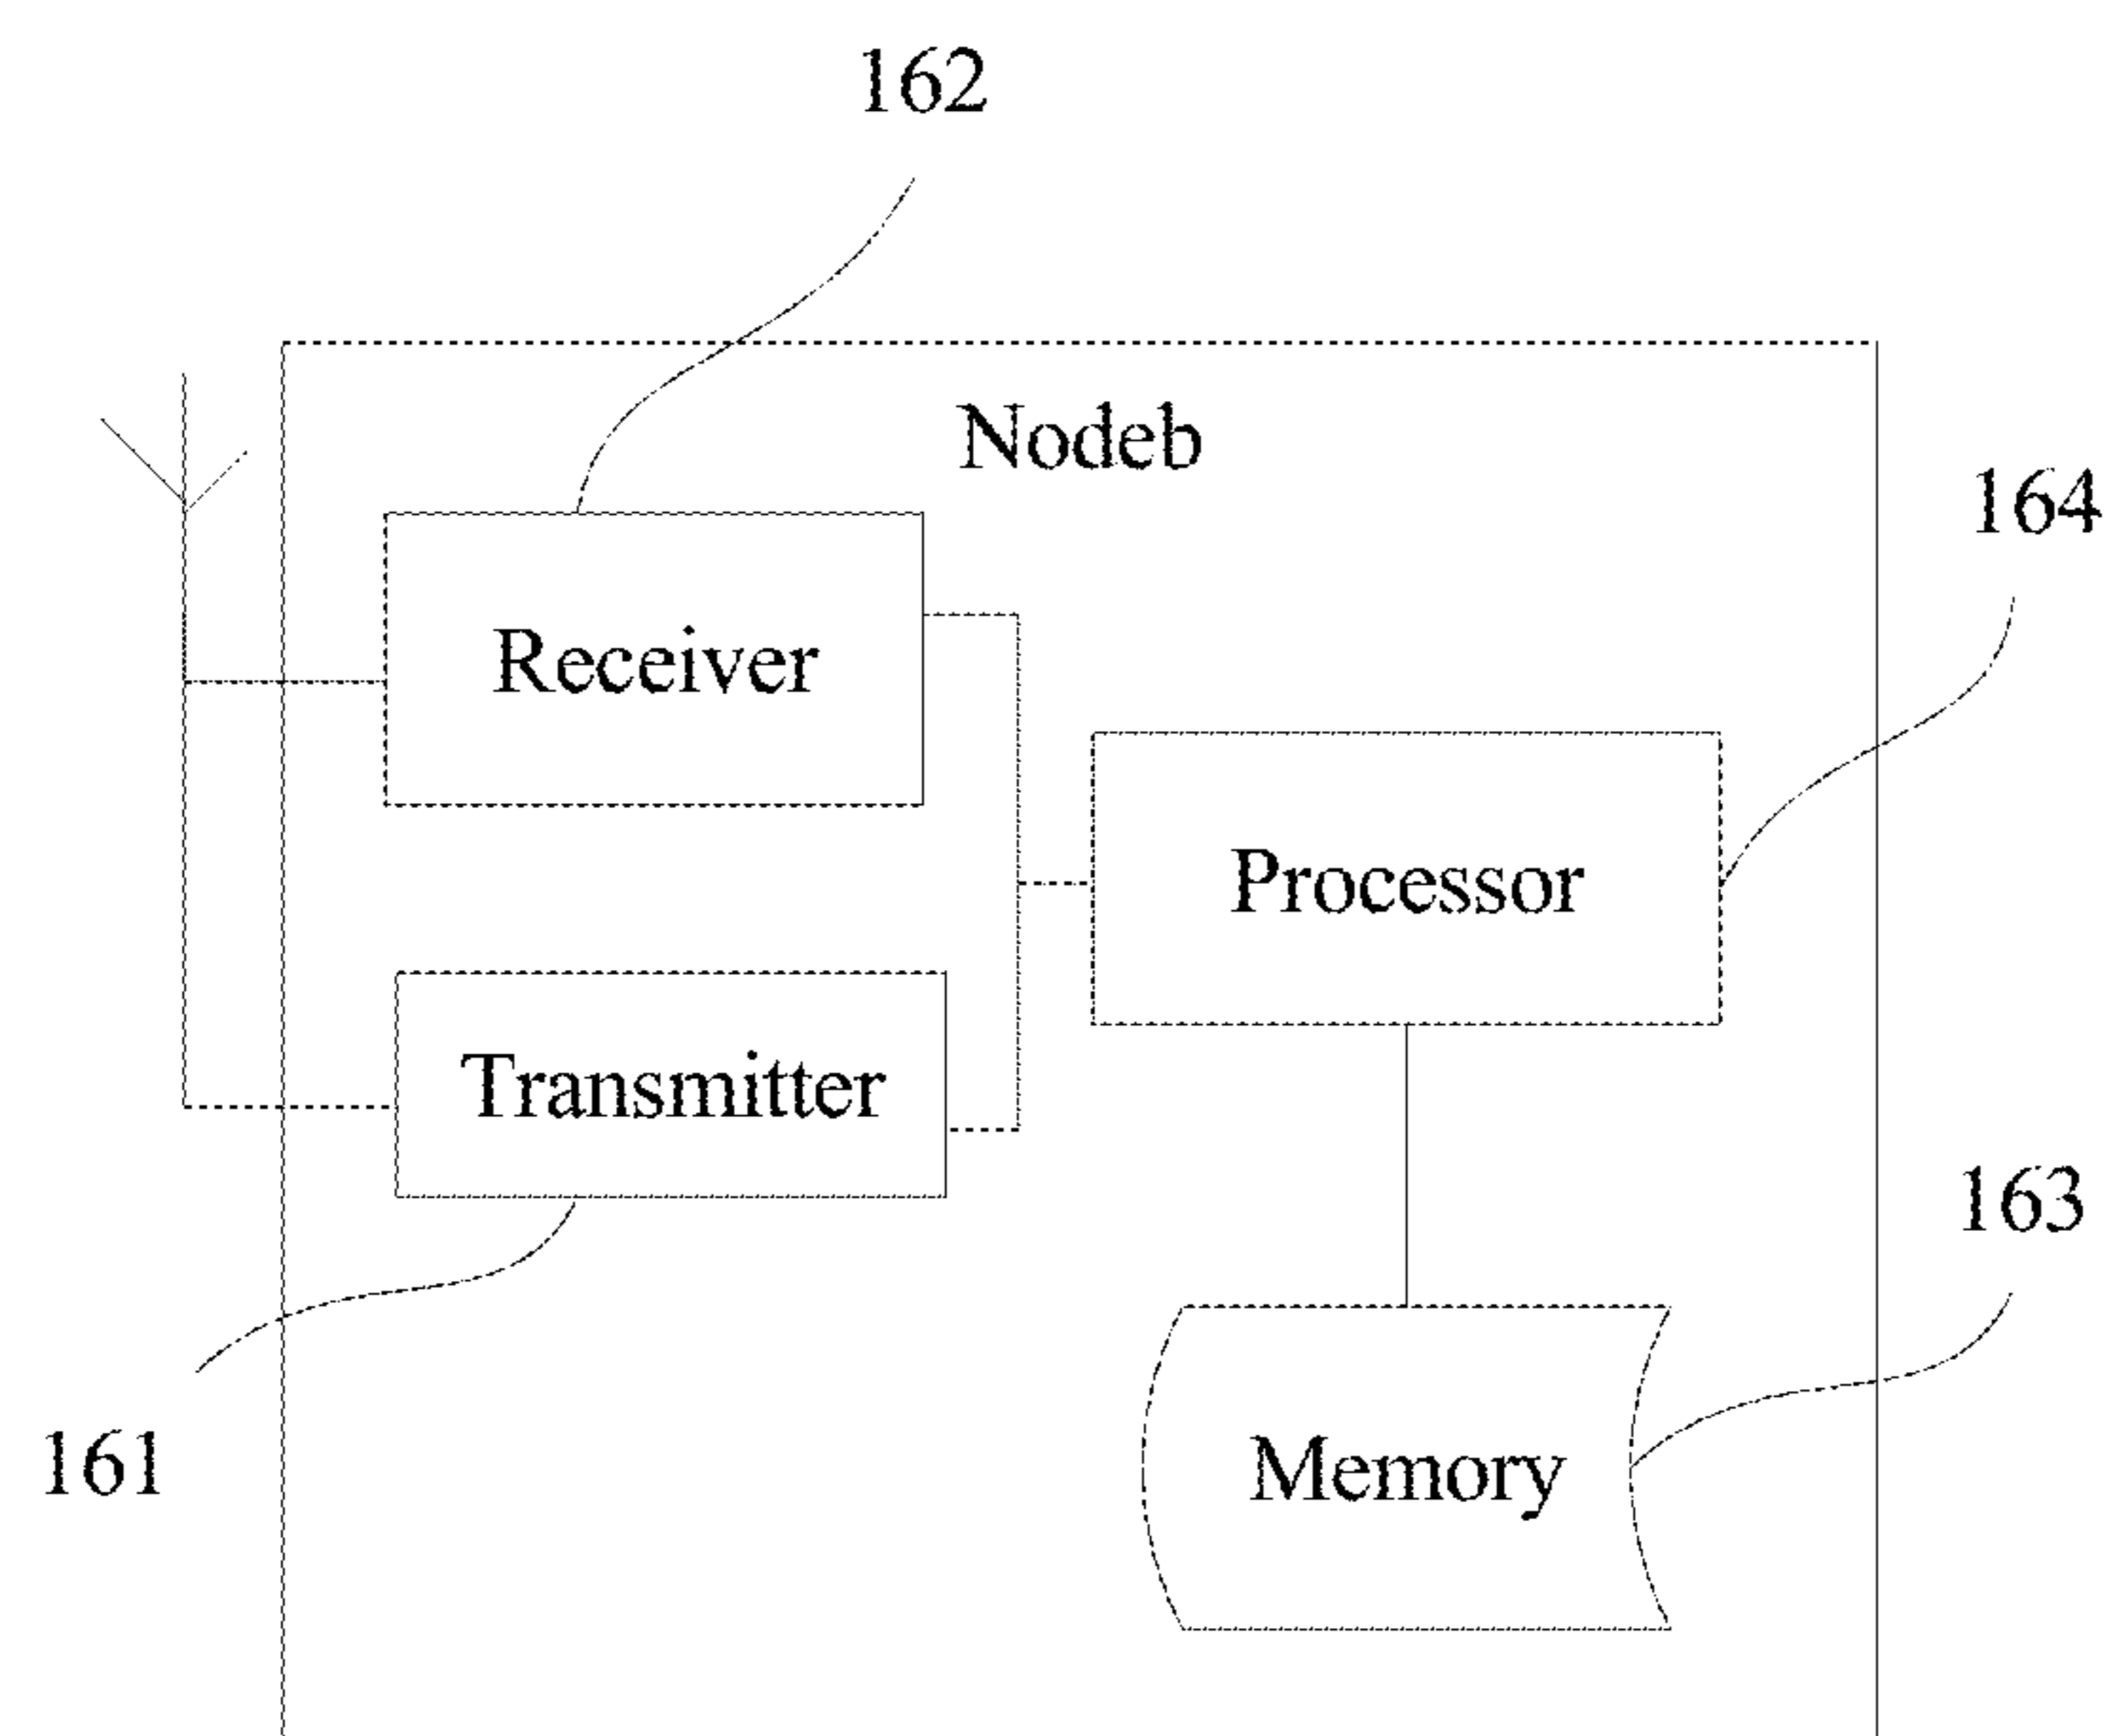 162
Nodeb
164
Receiver
Processor
Transmitter
163
161
Memory